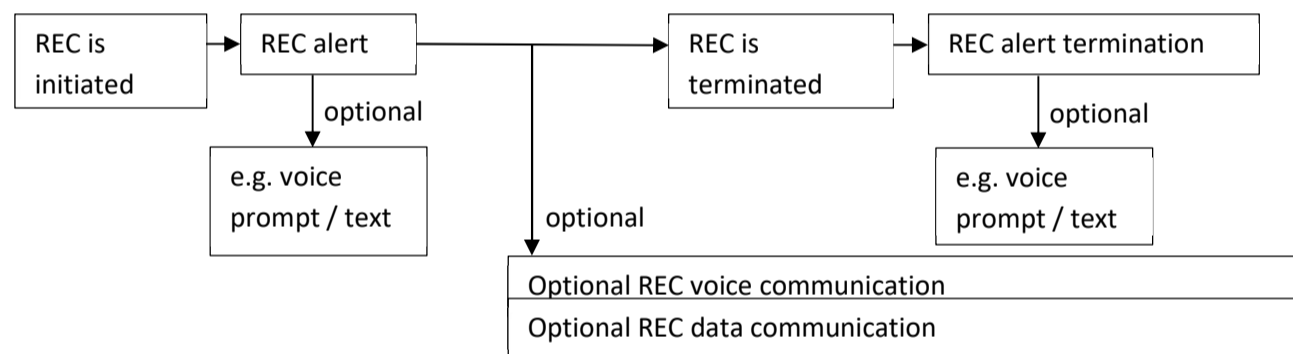 REC is
initiated
REC alert
REC is
terminated
REC alert termination
optional
optional
e.g. voice
prompt / text
e.g. voice
prompt / text
optional
Optional REC voice communication
Optional REC data communication